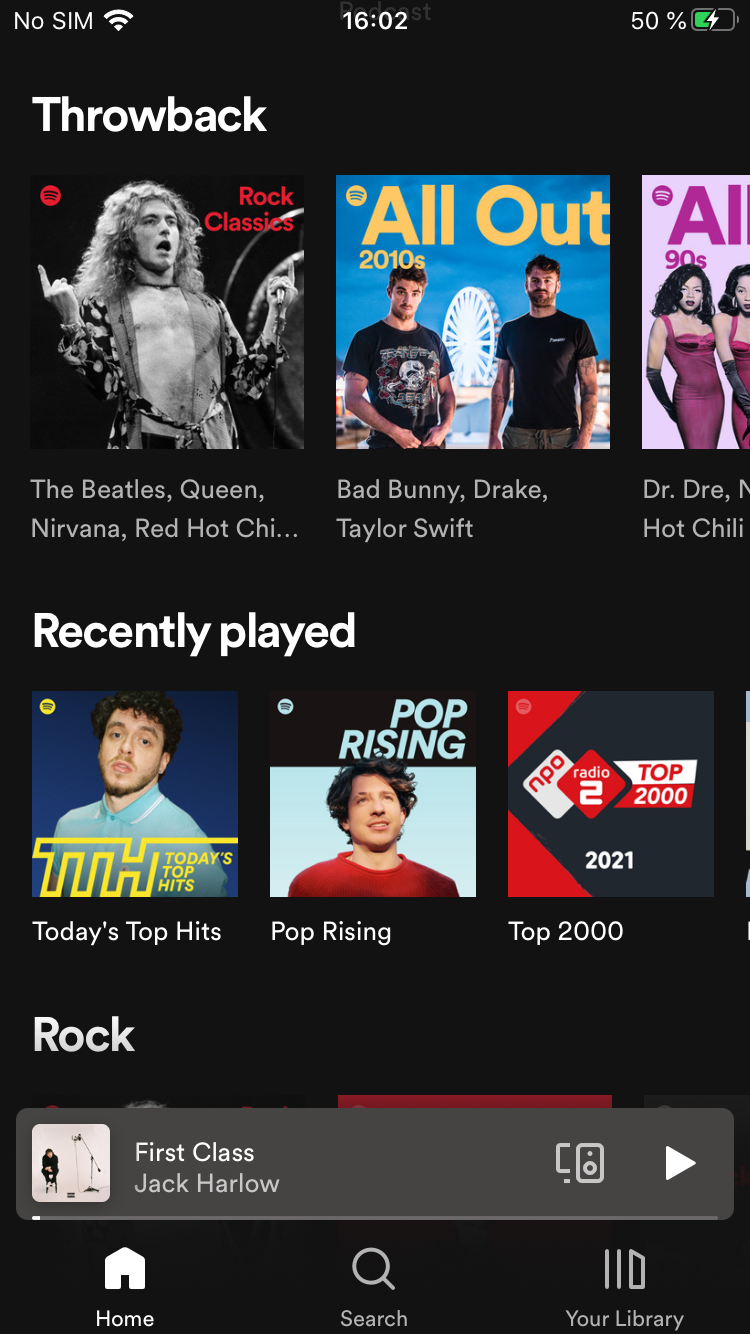 Podcast
No SIM 16:02 50 %
Throwback
Rock
Classics
All Out
2010s
All
90s
The Beatles, Queen,
Nirvana, Red Hot Chi...
Bad Bunny, Drake,
Taylor Swift
Dr. Dre, N
Hot Chili
Recently played
TTH TODAY'S
TOP
HITS
POP
RISING
npo radio 2 TOP
2000
2021
Today's Top Hits
Pop Rising
Top 2000
Rock
First Class
Jack Harlow
Home
Search
Your Library